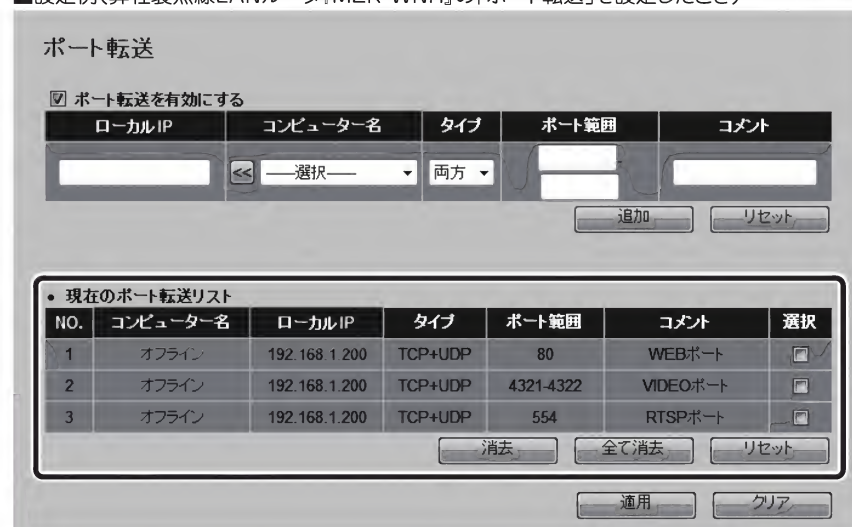 ポート転送
ポート転送を有効にする
ローカルIP コンピューター名 タイプ ポート範囲 コメント
<< ――選択―― 両方 -
追加 リセット
• 現在のポート転送リスト
NO. コンピューター名 ローカルIP タイプ ポート範囲 コメント 選択
1 オフライン 192.168.1.200 TCP+UDP 80 WEBポート
2 オフライン 192.168.1.200 TCP+UDP 4321-4322 VIDEOポート
3 オフライン 192.168.1.200 TCP+UDP 554 RTSPポート
消去 全て消去 リセット
適用 クリア